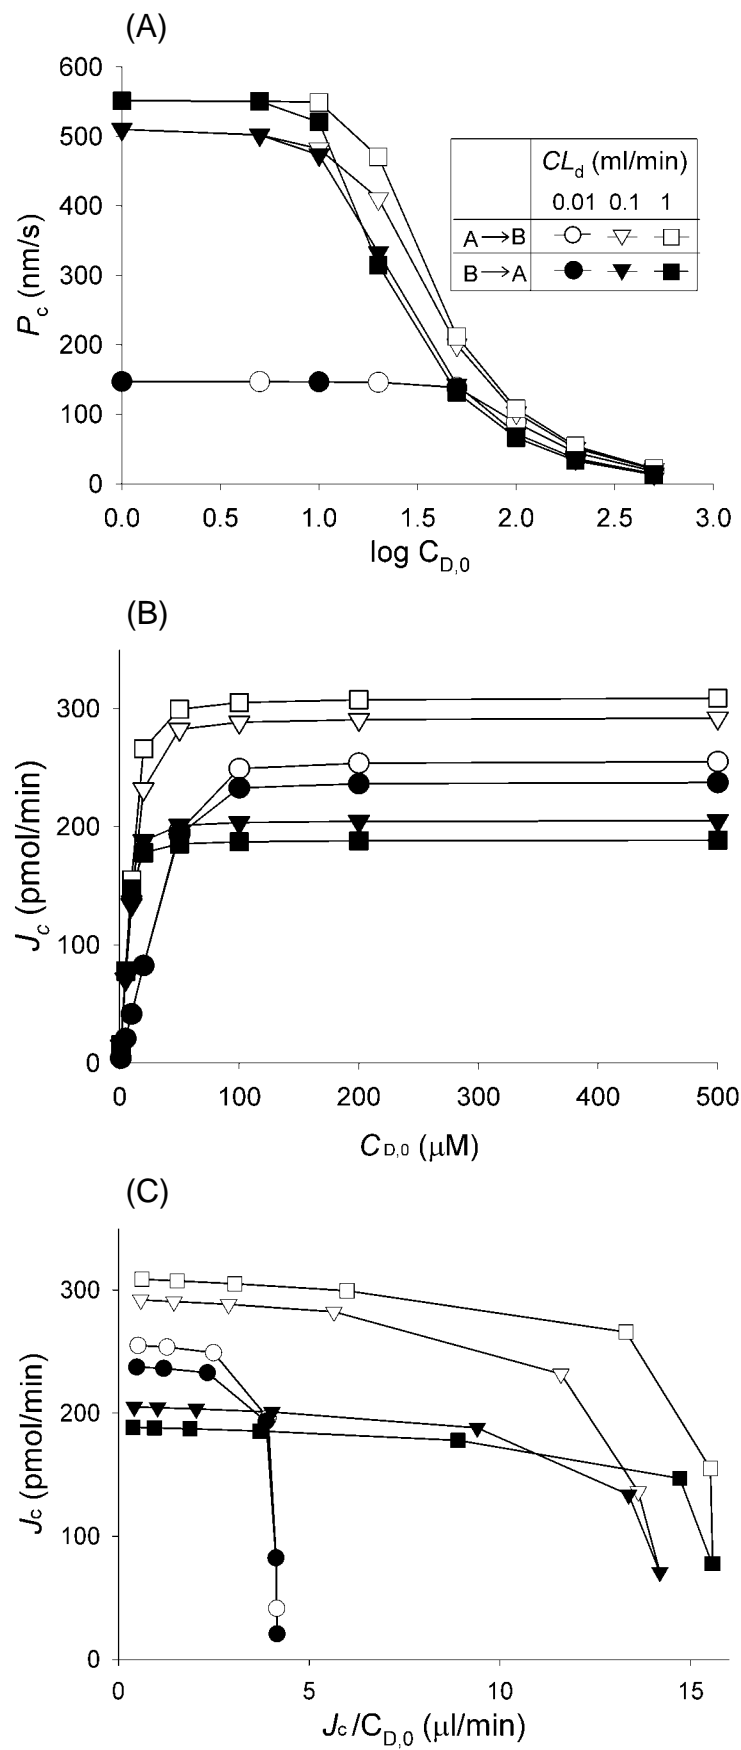 (A)
600
500
400
300
200
100
0
P_c (nm/s)
CL_d (ml/min)
0.01 0.1 1
A→B
B→A
0.0 0.5 1.0 1.5 2.0 2.5 3.0
log C_D,0
(B)
300
200
100
0
J_c (pmol/min)
0 100 200 300 400 500
C_D,0 (μM)
(C)
300
200
100
0
J_c (pmol/min)
0 5 10 15
J_c/C_D,0 (μl/min)